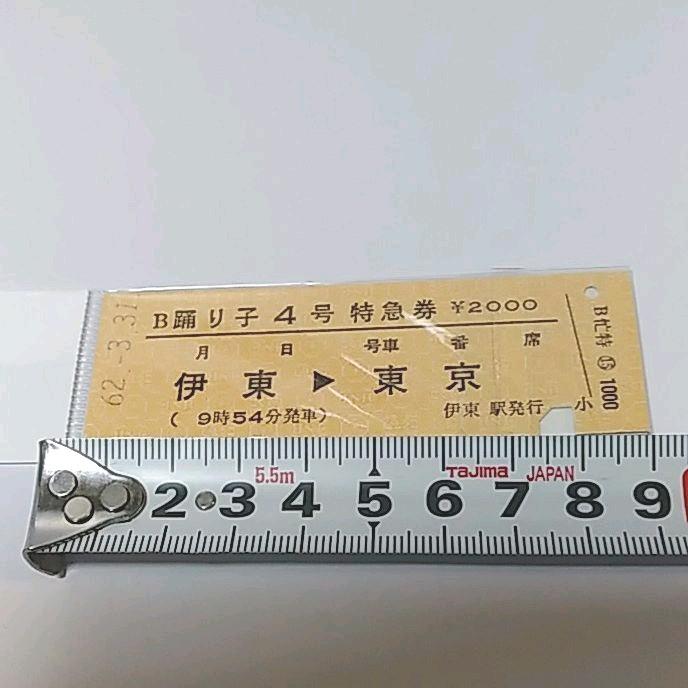 62.-3.31
B踊り子4号 特急券 ¥2000
月 日 号車 番 席
伊東▶東京
( 9時54分発車)
伊東 駅発行
小
B忙特 ⑮ 1000
5.5m
Tajima JAPAN
2 3 4 5 6 7 8 9